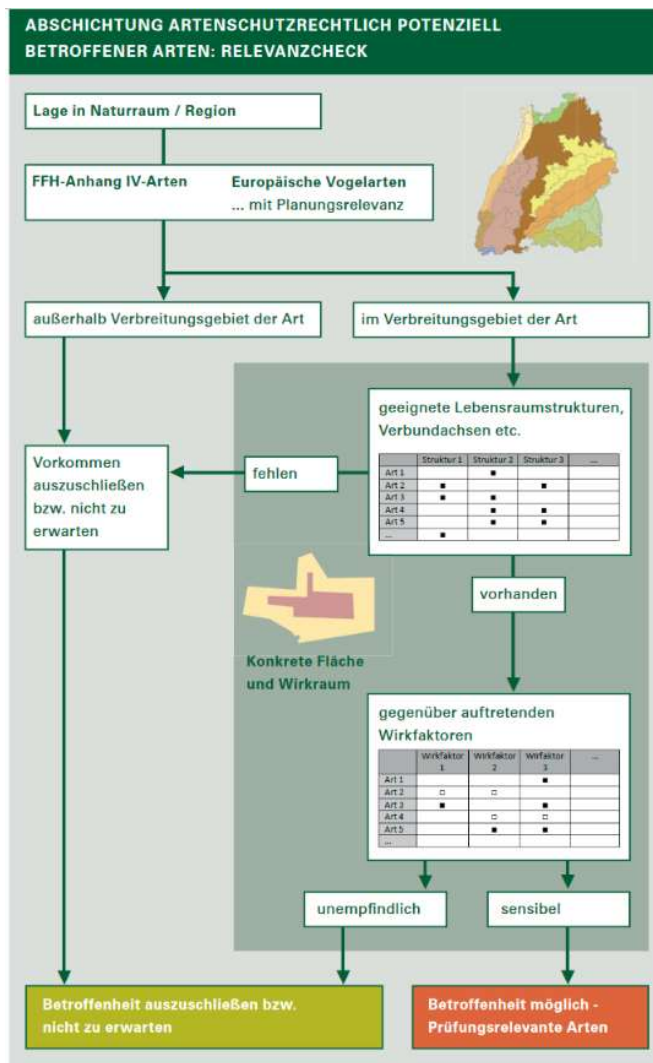 ABSCHICHTUNG ARTENSCHUTZRECHTLICH POTENZIELL
BETROFFENER ARTEN: RELEVANZCHECK
Lage in Naturraum / Region
FFH-Anhang IV-Arten
Europäische Vogelarten
... mit Planungsrelevanz
außerhalb Verbreitungsgebiet der Art
im Verbreitungsgebiet der Art
geeignete Lebensraumstrukturen,
Verbundachsen etc.
Struktur 1 Struktur 2 Struktur 3 ...
Art 1 ■
Art 2 ■ ■
Art 3 ■ ■
Art 4 ■ ■
Art 5 ■ ■
... ■
fehlen
Vorkommen
auszuschließen
bzw. nicht zu
erwarten
vorhanden
Konkrete Fläche
und Wirkraum
gegenüber auftretenden
Wirkfaktoren
Wirkfaktor Wirkfaktor Wirfaktor ...
1 2 3
Art 1 ■
Art 2 □ □
Art 3 ■ ■
Art 4 □ □
Art 5 ■ ■
...
unempfindlich
sensibel
Betroffenheit auszuschließen bzw.
nicht zu erwarten
Betroffenheit möglich -
Prüfungsrelevante Arten